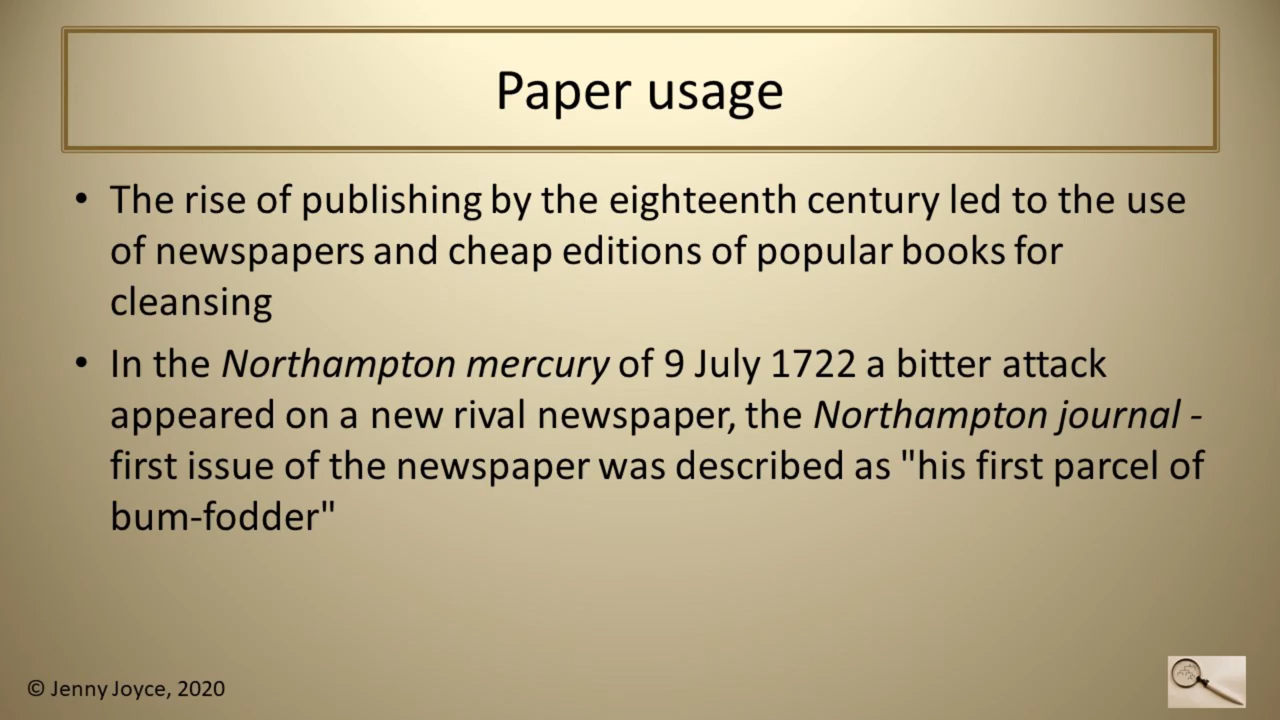 Paper usage
• The rise of publishing by the eighteenth century led to the use
of newspapers and cheap editions of popular books for
cleansing
• In the Northampton mercury of 9 July 1722 a bitter attack
appeared on a new rival newspaper, the Northampton journal -
first issue of the newspaper was described as "his first parcel of
bum-fodder"
© Jenny Joyce, 2020